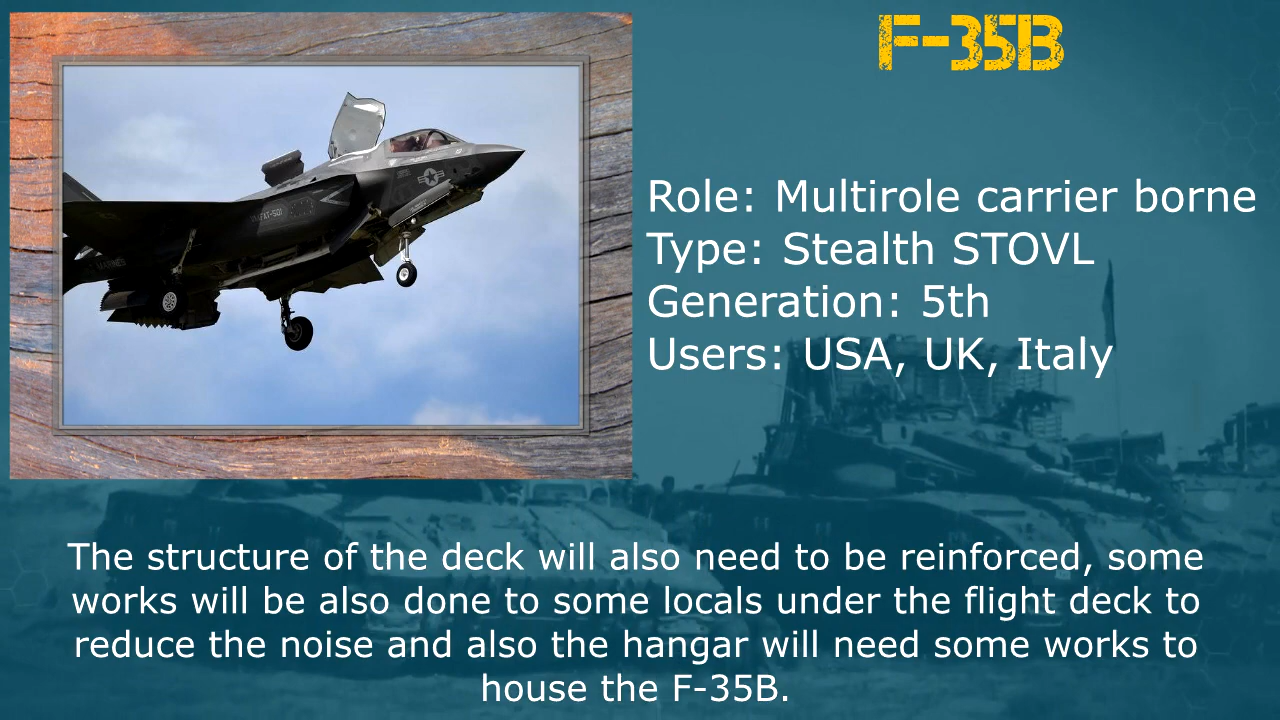 F-35B
Role: Multirole carrier borne
Type: Stealth STOVL
Generation: 5th
Users: USA, UK, Italy
The structure of the deck will also need to be reinforced, some
works will be also done to some locals under the flight deck to
reduce the noise and also the hangar will need some works to
house the F-35B.